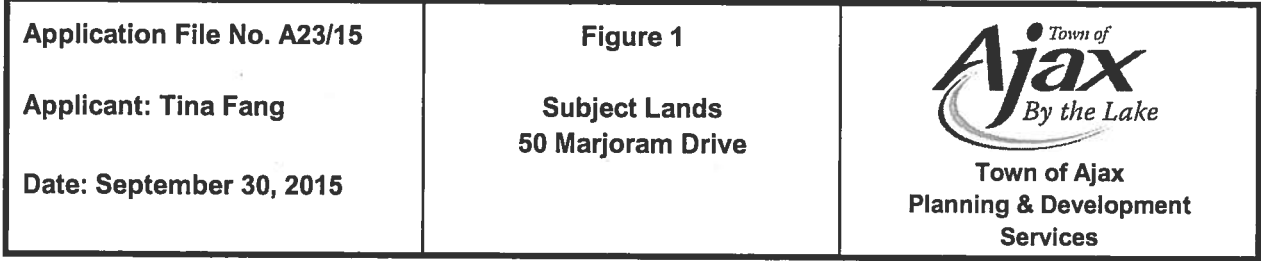 Application File No. A23/15
Applicant: Tina Fang
Date: September 30, 2015
Figure 1
Subject Lands
50 Marjoram Drive
Town of
Ajax
By the Lake
Town of Ajax
Planning & Development
Services